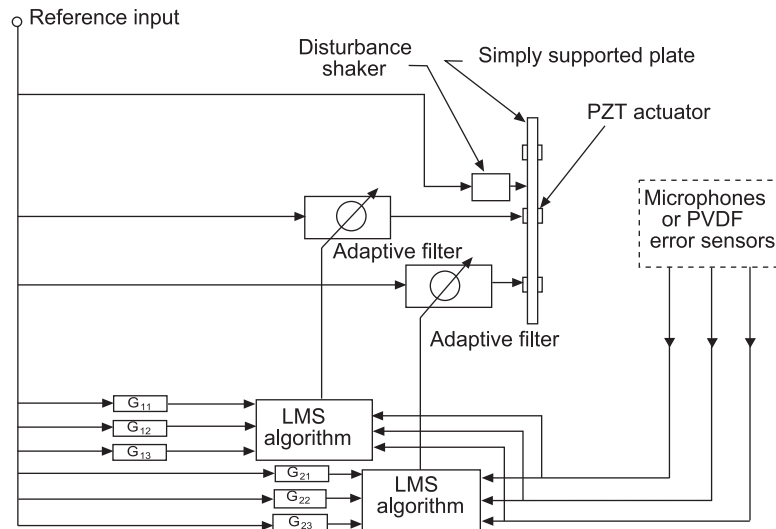 Reference input
Disturbance
shaker
Simply supported plate
PZT actuator
Microphones
or PVDF
error sensors
Adaptive filter
Adaptive filter
G11
G12
G13
LMS
algorithm
G21
G22
G23
LMS
algorithm